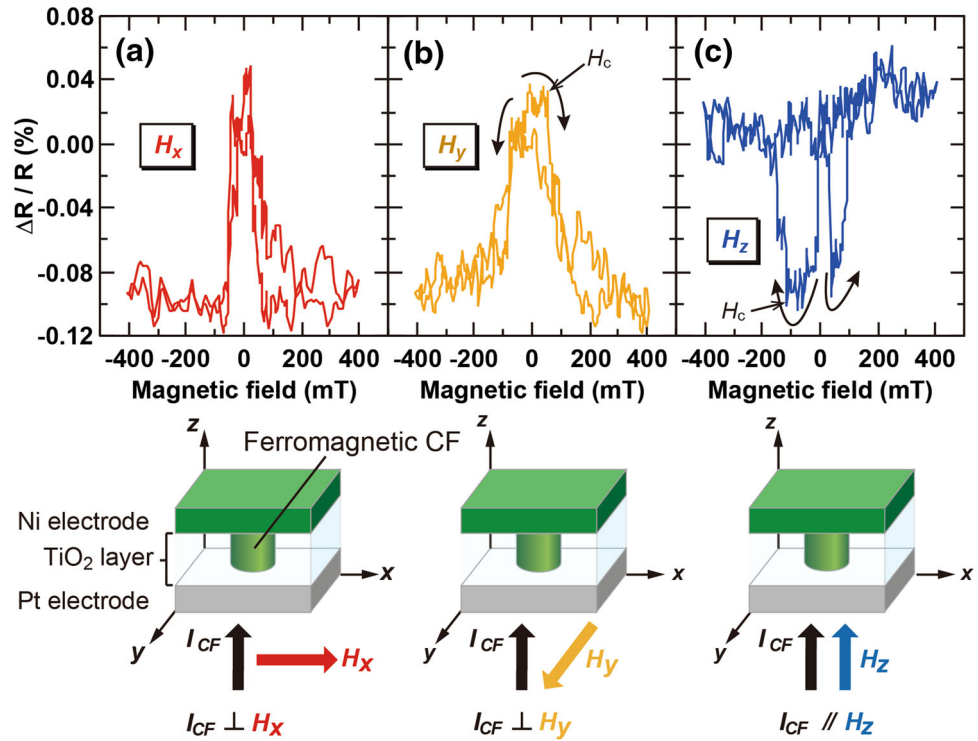 (a)
(b)
(c)
ΔR / R (%)
0.08
0.04
0.00
-0.04
-0.08
-0.12
Hx
Hy
Hc
Hz
Hc
-400 -200 0 200 400
-400 -200 0 200 400
-400 -200 0 200 400
Magnetic field (mT)
Magnetic field (mT)
Magnetic field (mT)
z
Ferromagnetic CF
z
z
Ni electrode
TiO2 layer
Pt electrode
x
x
x
y
y
y
ICF
Hx
ICF
Hy
ICF
Hz
ICF ⊥ Hx
ICF ⊥ Hy
ICF // Hz